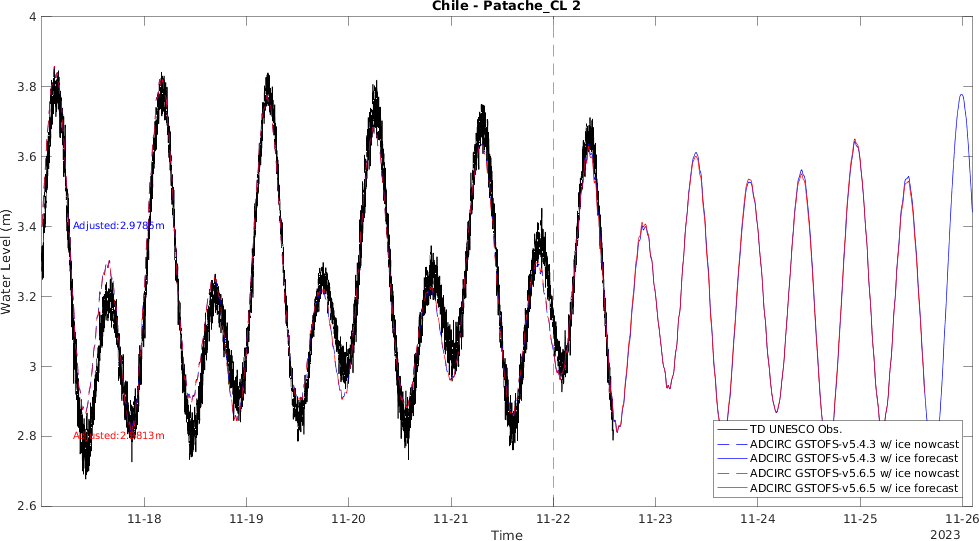 Chile - Patache_CL 2
Water Level (m)
4
3.8
3.6
3.4
3.2
3
2.8
2.6
Adjusted:2.9785m
TD UNESCO Obs.
ADCIRC GSTOFS-v5.4.3 w/ ice nowcast
ADCIRC GSTOFS-v5.4.3 w/ ice forecast
ADCIRC GSTOFS-v5.6.5 w/ ice nowcast
ADCIRC GSTOFS-v5.6.5 w/ ice forecast
11-18
11-19
11-20
11-21
11-22
11-23
11-24
11-25
11-26
2023
Time